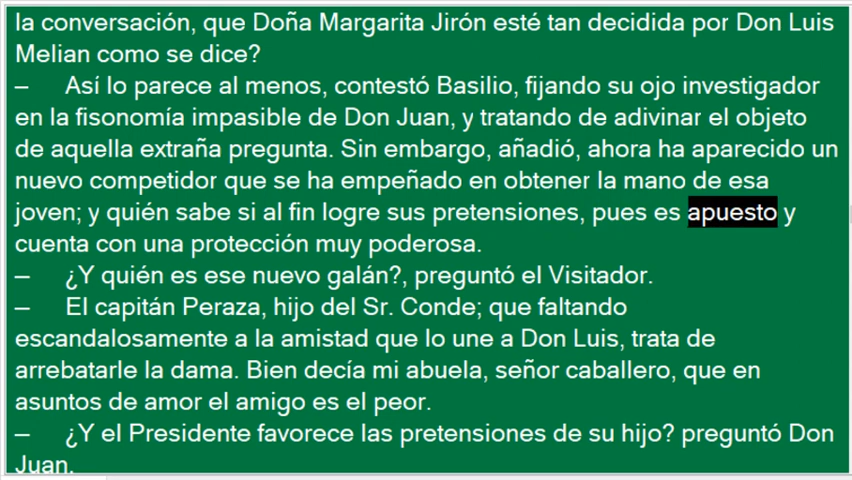 la conversación, que Doña Margarita Jirón esté tan decidida por Don Luis
Melian como se dice?
–	Así lo parece al menos, contestó Basilio, fijando su ojo investigador
en la fisonomía impasible de Don Juan, y tratando de adivinar el objeto
de aquella extraña pregunta. Sin embargo, añadió, ahora ha aparecido un
nuevo competidor que se ha empeñado en obtener la mano de esa
joven; y quién sabe si al fin logre sus pretensiones, pues es apuesto y
cuenta con una protección muy poderosa.
–	¿Y quién es ese nuevo galán?, preguntó el Visitador.
–	El capitán Peraza, hijo del Sr. Conde; que faltando
escandalosamente a la amistad que lo une a Don Luis, trata de
arrebatarle la dama. Bien decía mi abuela, señor caballero, que en
asuntos de amor el amigo es el peor.
–	¿Y el Presidente favorece las pretensiones de su hijo? preguntó Don
Juan.